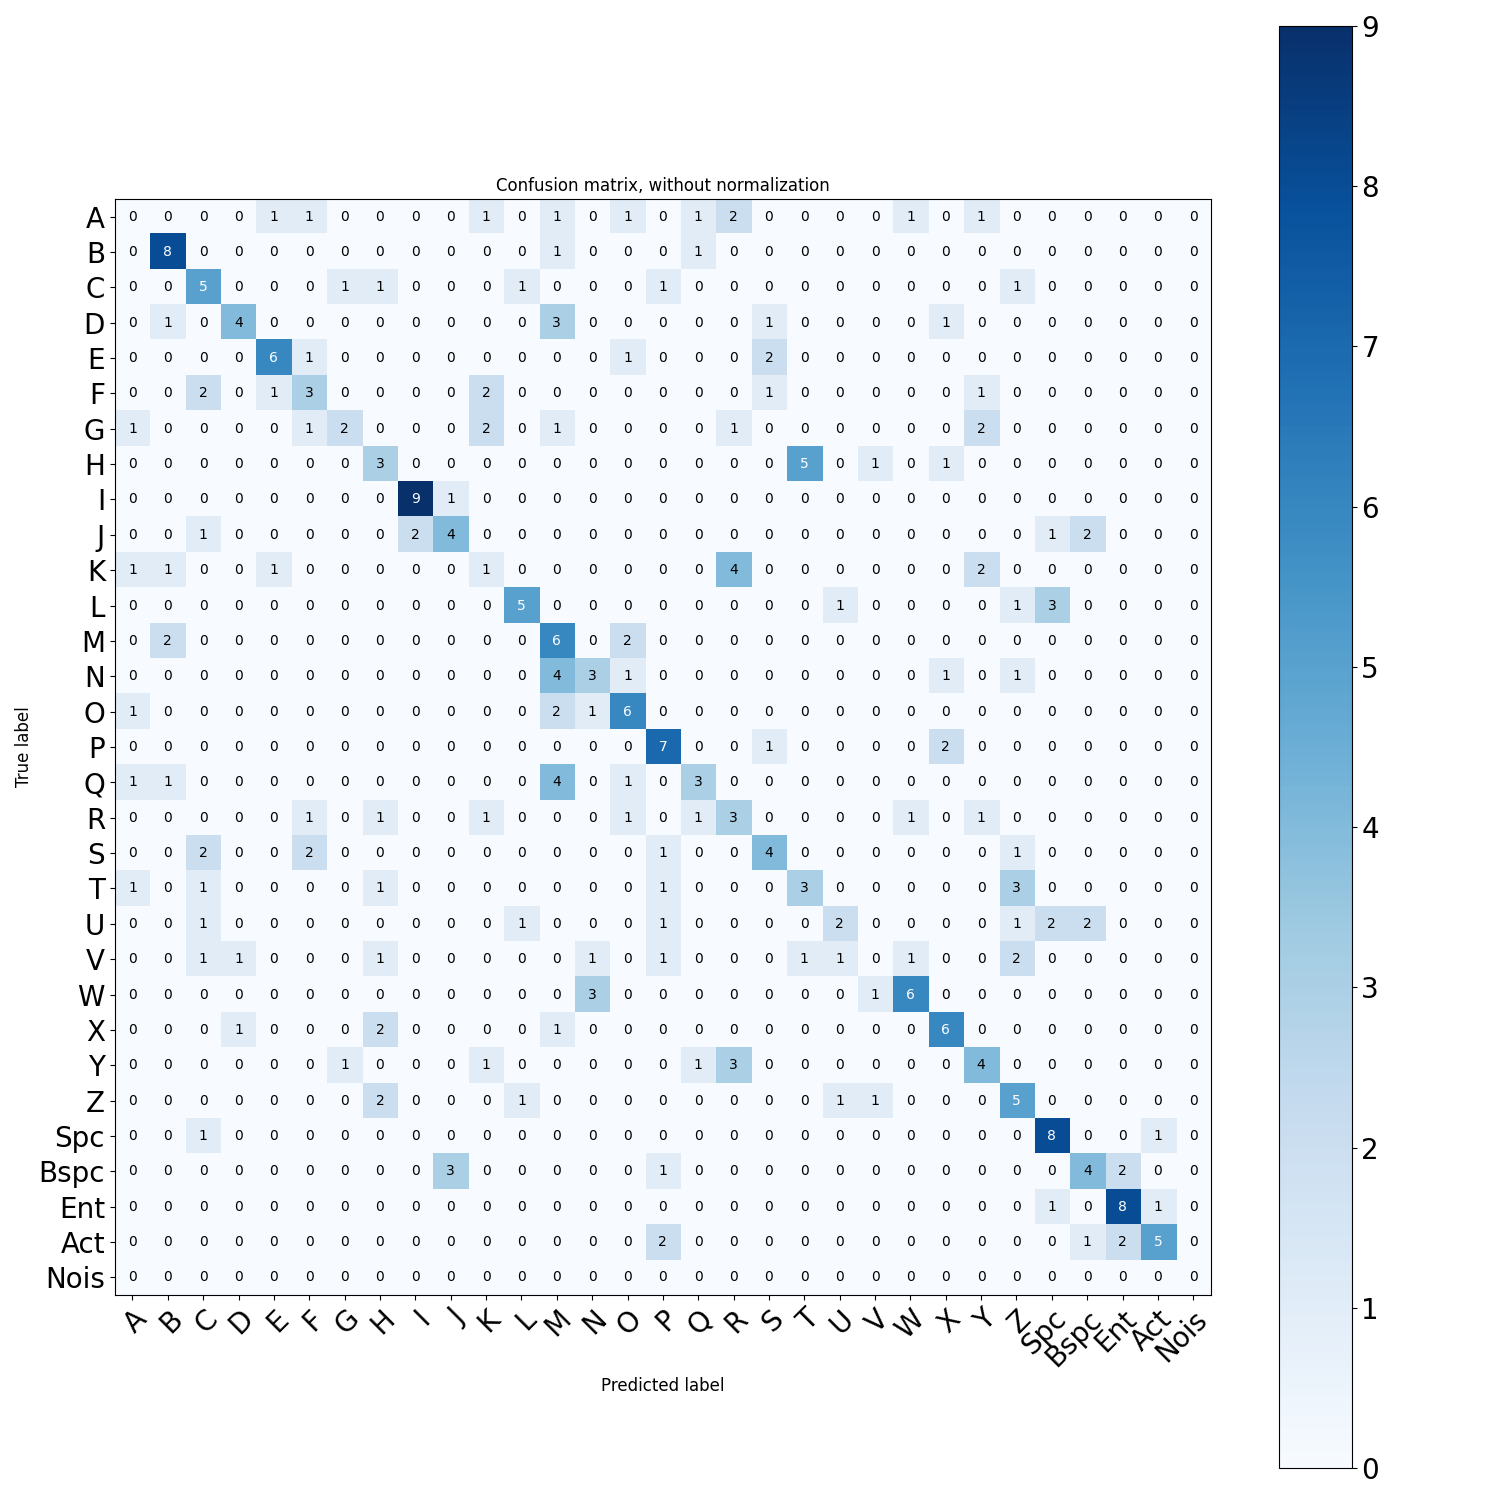 Confusion matrix, without normalization
A 0 0 0 0 1 1 0 0 0 0 1 0 1 0 1 0 1 2 0 0 0 0 1 0 1 0 0 0 0 0 0
B 0 8 0 0 0 0 0 0 0 0 0 0 1 0 0 0 1 0 0 0 0 0 0 0 0 0 0 0 0 0 0
C 0 0 5 0 0 0 1 1 0 0 0 1 0 0 0 1 0 0 0 0 0 0 0 0 0 1 0 0 0 0 0
D 0 1 0 4 0 0 0 0 0 0 0 0 3 0 0 0 0 0 1 0 0 0 0 1 0 0 0 0 0 0 0
E 0 0 0 0 6 1 0 0 0 0 0 0 0 0 1 0 0 0 2 0 0 0 0 0 0 0 0 0 0 0 0
F 0 0 2 0 1 3 0 0 0 0 2 0 0 0 0 0 0 0 1 0 0 0 0 0 1 0 0 0 0 0 0
G 1 0 0 0 0 1 2 0 0 0 2 0 1 0 0 0 0 1 0 0 0 0 0 0 2 0 0 0 0 0 0
H 0 0 0 0 0 0 0 3 0 0 0 0 0 0 0 0 0 0 0 5 0 1 0 1 0 0 0 0 0 0 0
I 0 0 0 0 0 0 0 0 9 1 0 0 0 0 0 0 0 0 0 0 0 0 0 0 0 0 0 0 0 0 0
J 0 0 1 0 0 0 0 0 2 4 0 0 0 0 0 0 0 0 0 0 0 0 0 0 0 0 1 2 0 0 0
K 1 1 0 0 1 0 0 0 0 0 1 0 0 0 0 0 0 4 0 0 0 0 0 0 2 0 0 0 0 0 0
L 0 0 0 0 0 0 0 0 0 0 0 5 0 0 0 0 0 0 0 0 1 0 0 0 0 1 3 0 0 0 0
M 0 2 0 0 0 0 0 0 0 0 0 0 6 0 2 0 0 0 0 0 0 0 0 0 0 0 0 0 0 0 0
N 0 0 0 0 0 0 0 0 0 0 0 0 4 3 1 0 0 0 0 0 0 0 0 1 0 1 0 0 0 0 0
O 1 0 0 0 0 0 0 0 0 0 0 0 2 1 6 0 0 0 0 0 0 0 0 0 0 0 0 0 0 0 0
P 0 0 0 0 0 0 0 0 0 0 0 0 0 0 0 7 0 0 1 0 0 0 0 2 0 0 0 0 0 0 0
Q 1 1 0 0 0 0 0 0 0 0 0 0 4 0 1 0 3 0 0 0 0 0 0 0 0 0 0 0 0 0 0
R 0 0 0 0 0 1 0 1 0 0 1 0 0 0 1 0 1 3 0 0 0 0 1 0 1 0 0 0 0 0 0
S 0 0 2 0 0 2 0 0 0 0 0 0 0 0 0 1 0 0 4 0 0 0 0 0 0 1 0 0 0 0 0
T 1 0 1 0 0 0 0 1 0 0 0 0 0 0 0 1 0 0 0 3 0 0 0 0 0 3 0 0 0 0 0
U 0 0 1 0 0 0 0 0 0 0 0 1 0 0 0 1 0 0 0 0 2 0 0 0 0 1 2 2 0 0 0
V 0 0 1 1 0 0 0 1 0 0 0 0 0 1 0 1 0 0 0 1 1 0 1 0 0 2 0 0 0 0 0
W 0 0 0 0 0 0 0 0 0 0 0 0 0 3 0 0 0 0 0 0 0 1 6 0 0 0 0 0 0 0 0
X 0 0 0 1 0 0 0 2 0 0 0 0 1 0 0 0 0 0 0 0 0 0 0 6 0 0 0 0 0 0 0
Y 0 0 0 0 0 0 1 0 0 0 1 0 0 0 0 0 1 3 0 0 0 0 0 0 4 0 0 0 0 0 0
Z 0 0 0 0 0 0 0 2 0 0 0 1 0 0 0 0 0 0 0 0 1 1 0 0 0 5 0 0 0 0 0
Spc 0 0 1 0 0 0 0 0 0 0 0 0 0 0 0 0 0 0 0 0 0 0 0 0 0 0 8 0 0 1 0
Bspc 0 0 0 0 0 0 0 0 0 3 0 0 0 0 0 1 0 0 0 0 0 0 0 0 0 0 0 4 2 0 0
Ent 0 0 0 0 0 0 0 0 0 0 0 0 0 0 0 0 0 0 0 0 0 0 0 0 0 0 1 0 8 1 0
Act 0 0 0 0 0 0 0 0 0 0 0 0 0 0 0 2 0 0 0 0 0 0 0 0 0 0 0 1 2 5 0
Nois 0 0 0 0 0 0 0 0 0 0 0 0 0 0 0 0 0 0 0 0 0 0 0 0 0 0 0 0 0 0 0
A B C D E F G H I J K L M N O P Q R S T U V W X Y Z Spc Bspc Ent Act Nois
Predicted label
True label
9
8
7
6
5
4
3
2
1
0